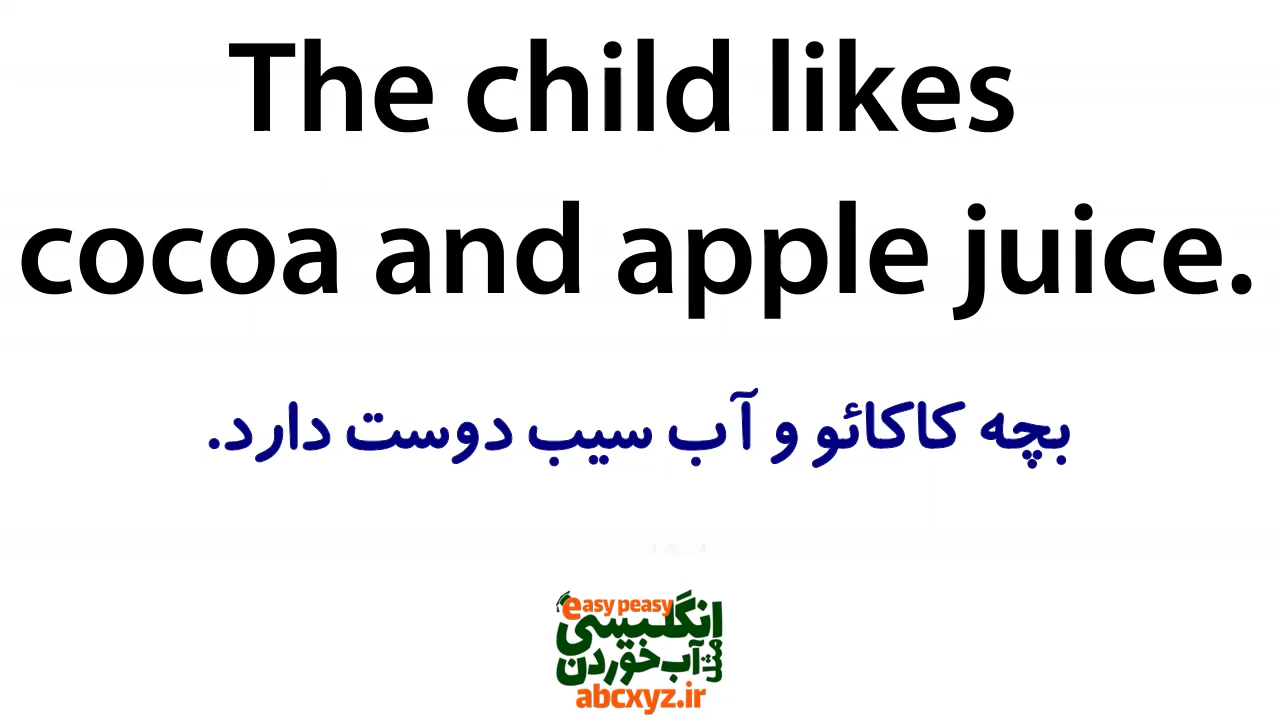 The child likes
cocoa and apple juice.
بچه کاکائو و آب سیب دوست دارد.
easy peasy
انگلیسی
مثل آب خوردن
abcxyz.ir